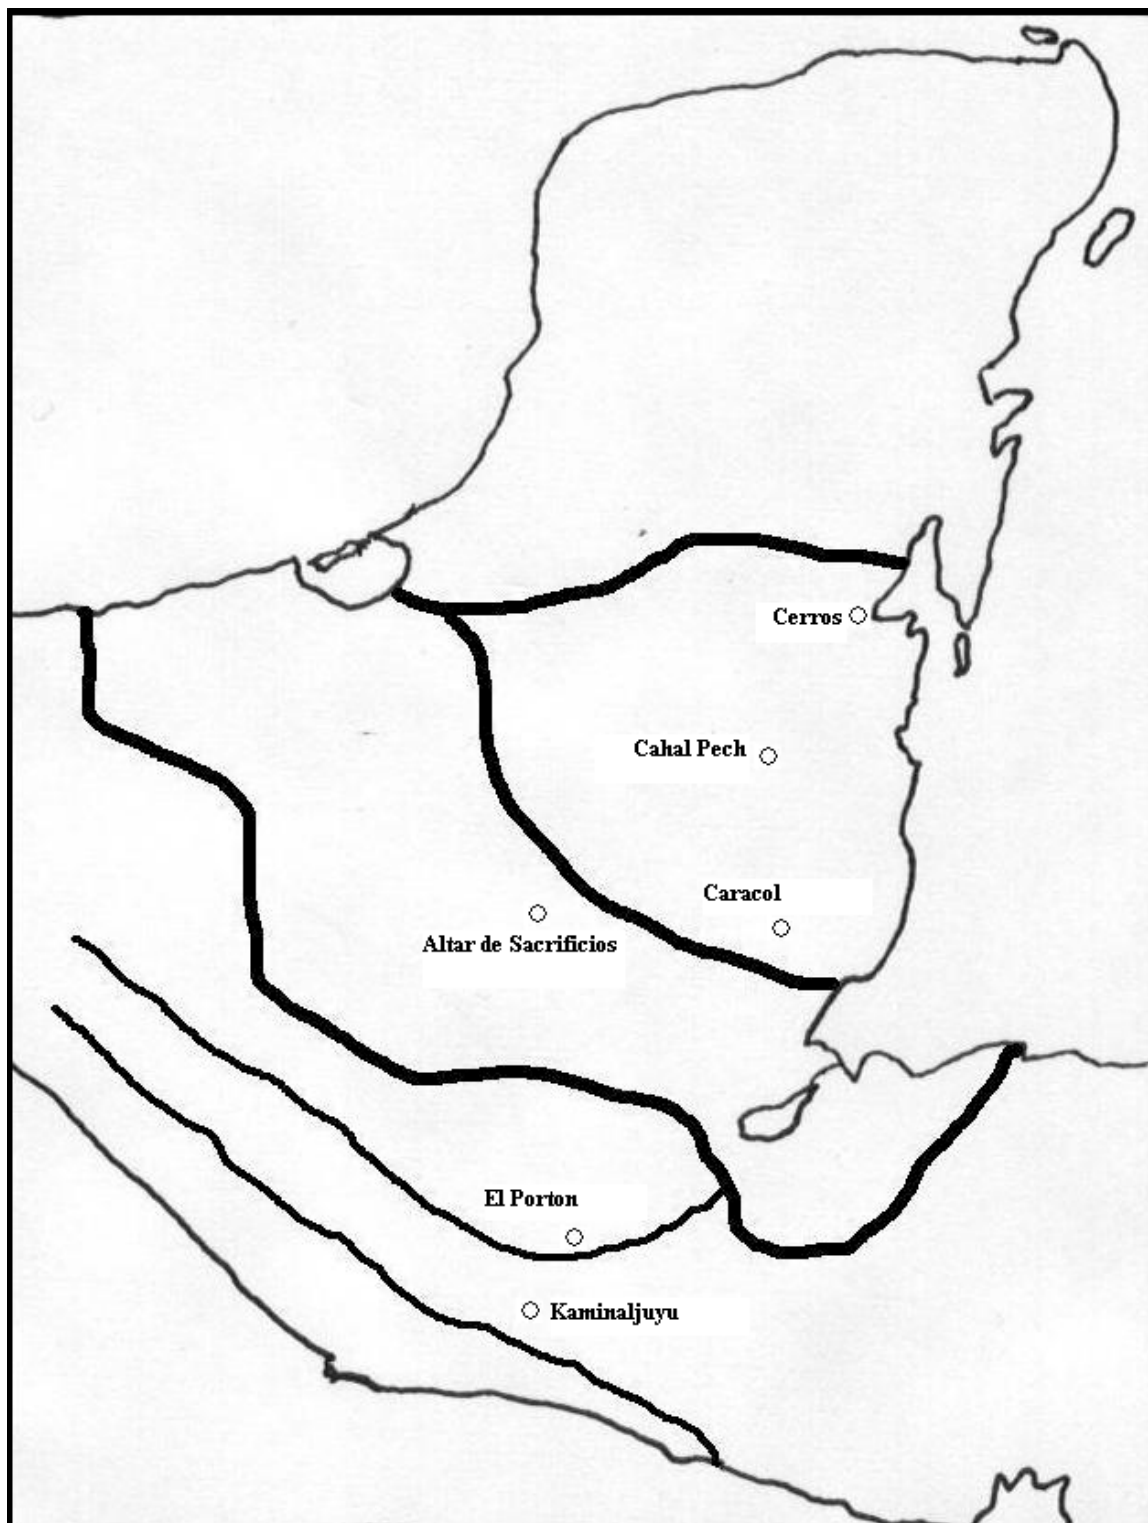 Cerros
Cahal Pech
Caracol
Altar de Sacrificios
El Porton
Kaminaljuyu